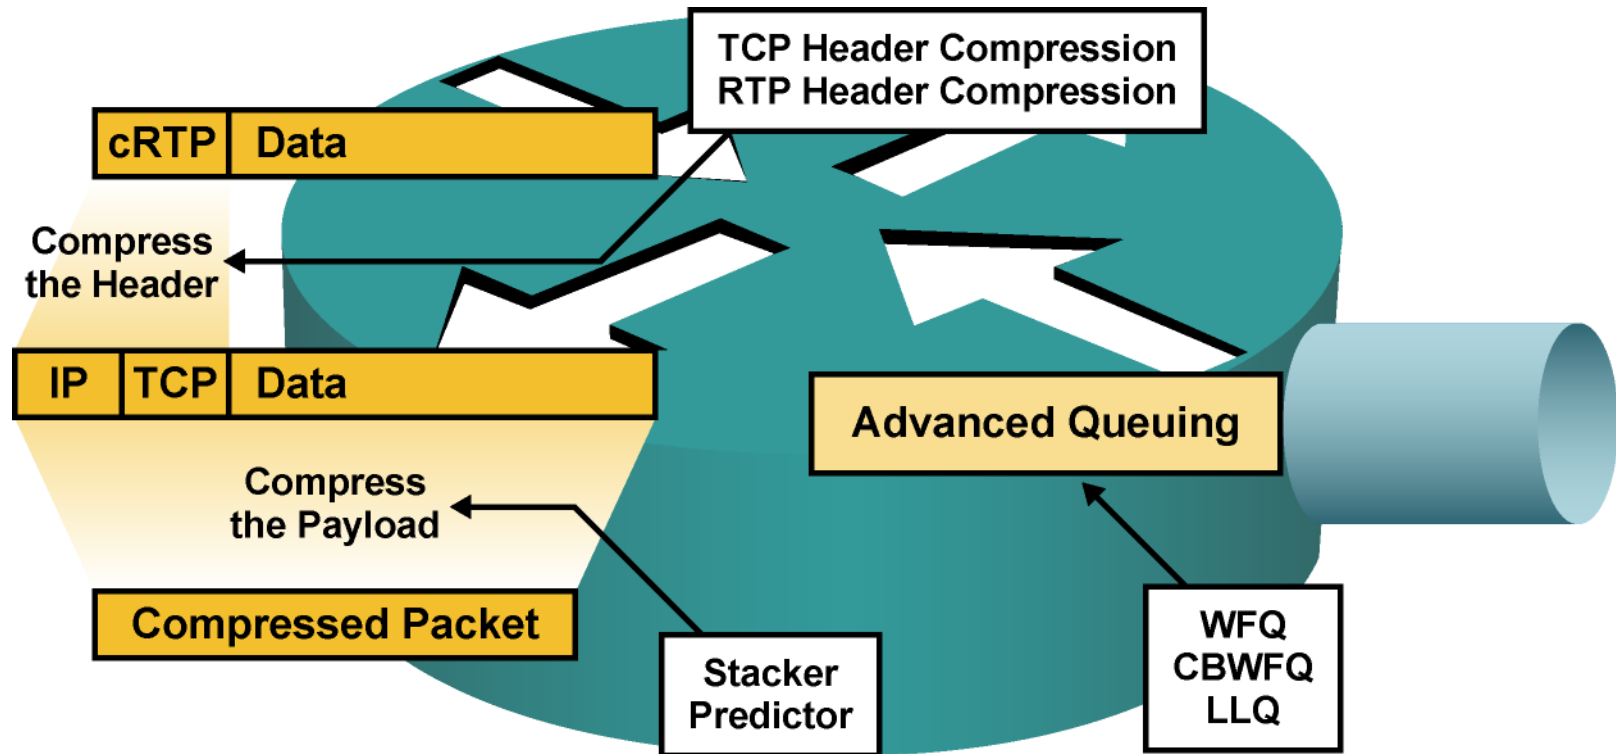 TCP Header Compression
RTP Header Compression
cRTP Data
Compress
the Header
IP TCP Data
Advanced Queuing
Compress
the Payload
Compressed Packet
Stacker
Predictor
WFQ
CBWFQ
LLQ